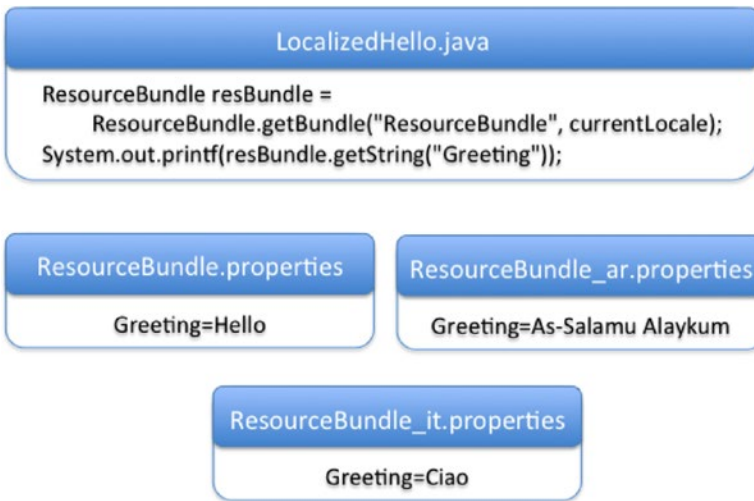 LocalizedHello.java
ResourceBundle resBundle =
ResourceBundle.getBundle("ResourceBundle", currentLocale);
System.out.printf(resBundle.getString("Greeting"));
ResourceBundle.properties
Greeting=Hello
ResourceBundle_ar.properties
Greeting=As-Salamu Alaykum
ResourceBundle_it.properties
Greeting=Ciao